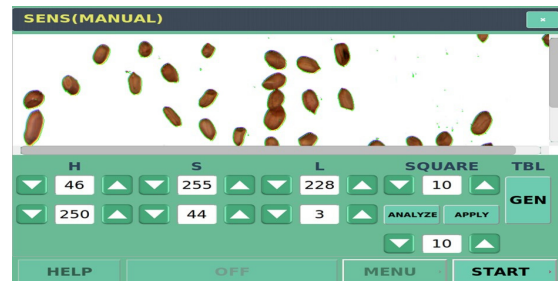 SENS(MANUAL)
H S L SQUARE TBL
46 255 228 10 GEN
250 44 3 ANALYZE APPLY
10
HELP OFF MENU START